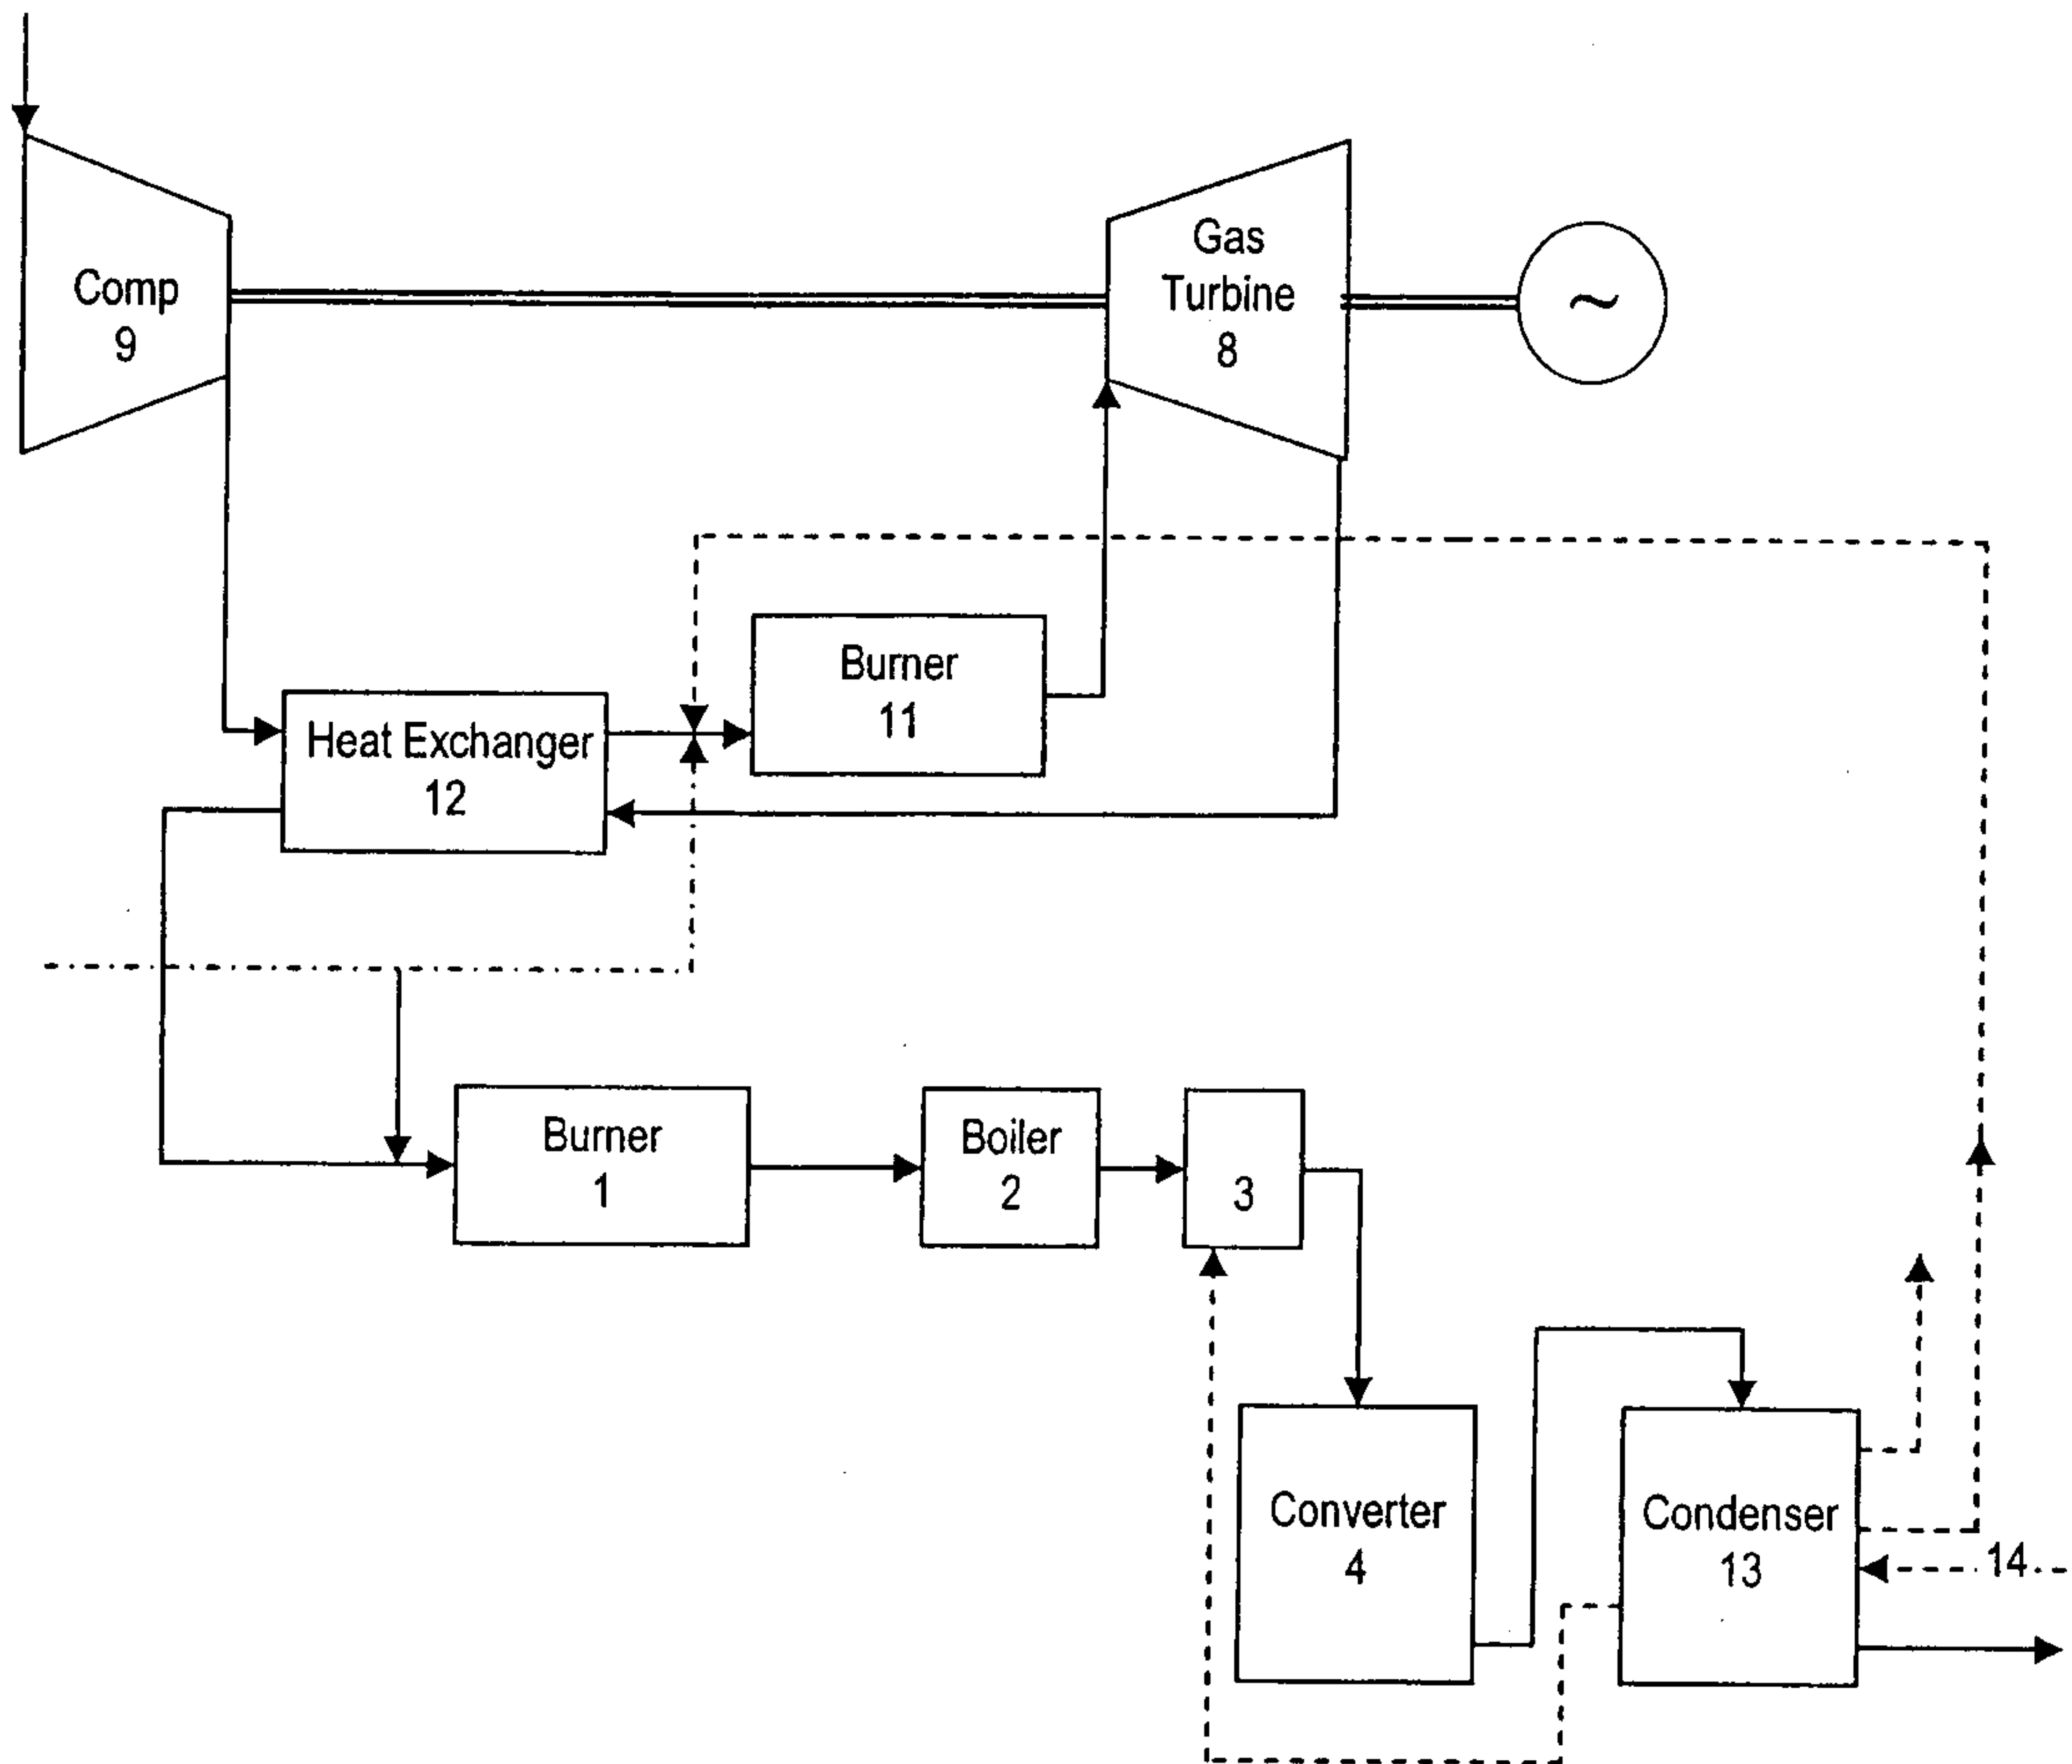 Comp
9
Gas
Turbine
8
~
Burner
11
Heat Exchanger
12
Burner
1
Boiler
2
3
Converter
4
Condenser
13
14